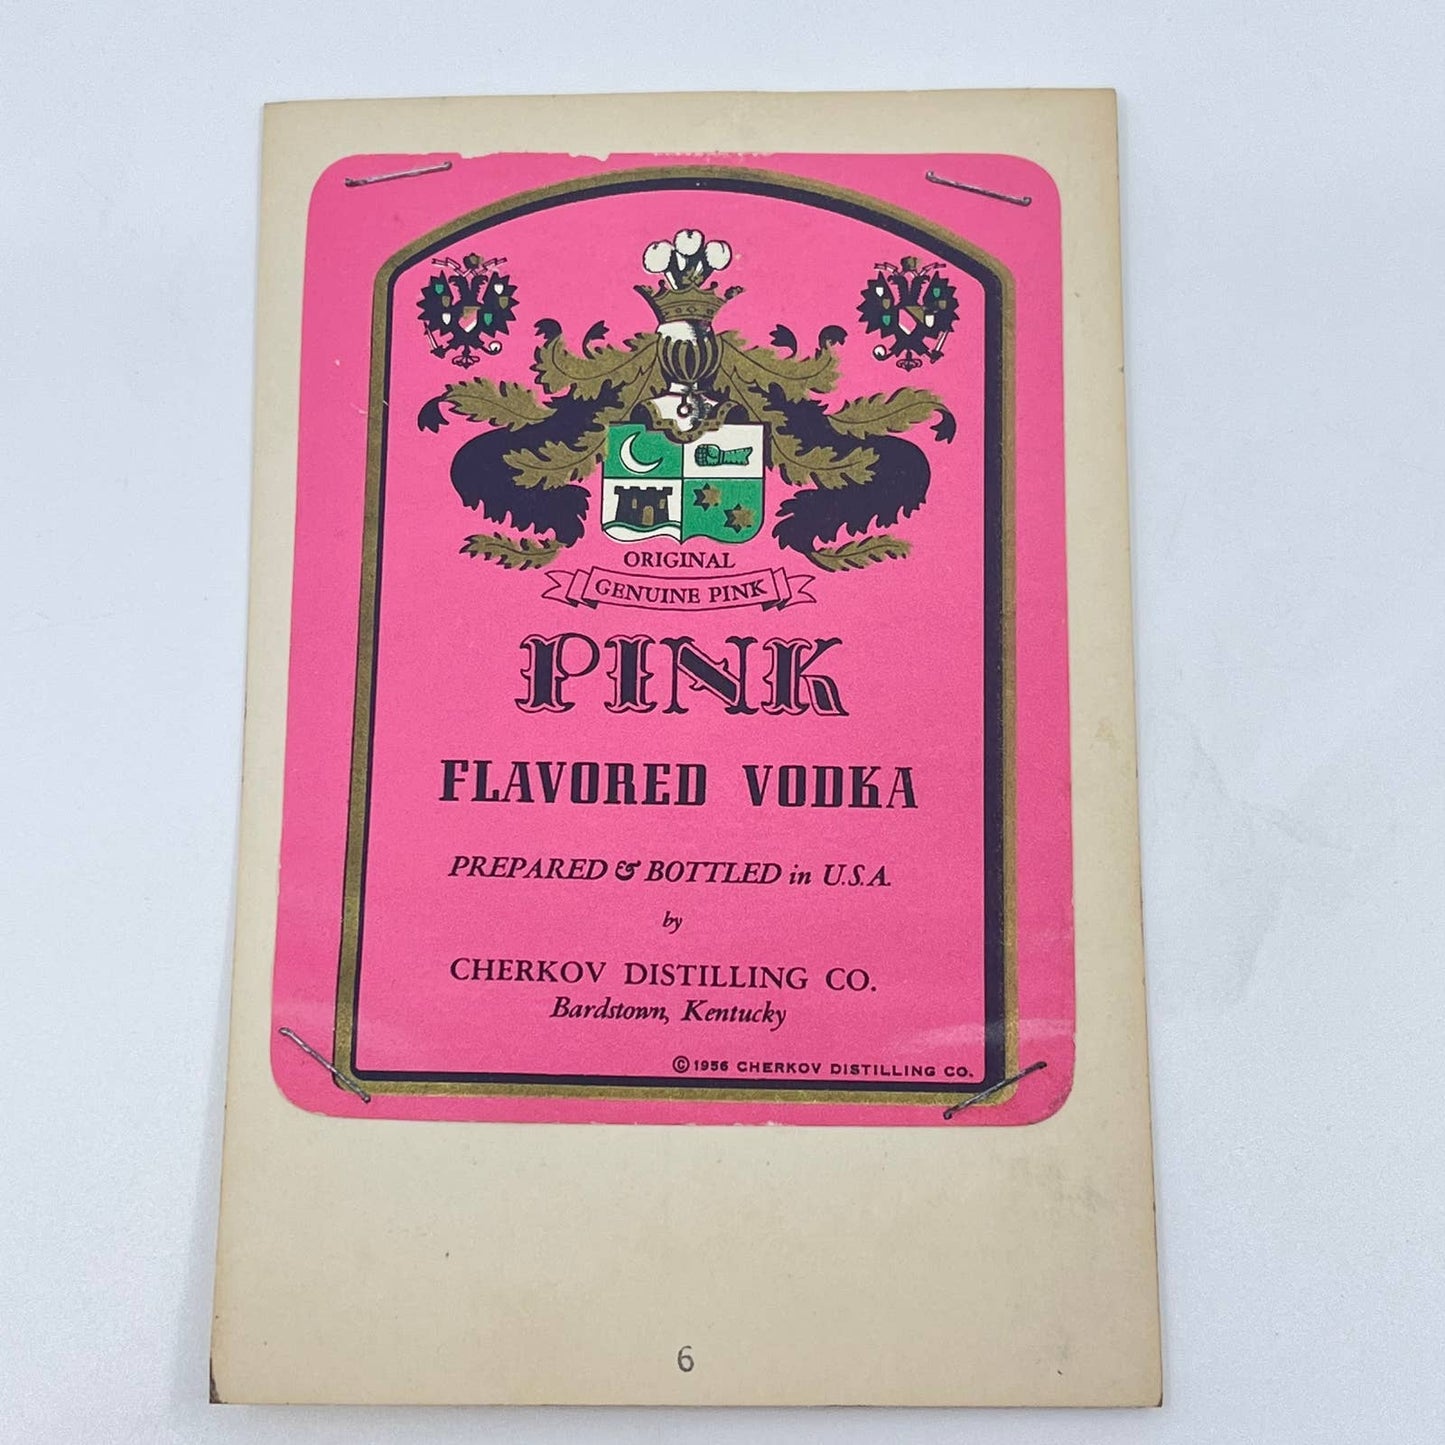 ORIGINAL
GENUINE PINK
PINK
FLAVORED VODKA
PREPARED & BOTTLED in U.S.A.
by
CHERKOV DISTILLING CO.
Bardstown, Kentucky
© 1956 CHERKOV DISTILLING CO.
6